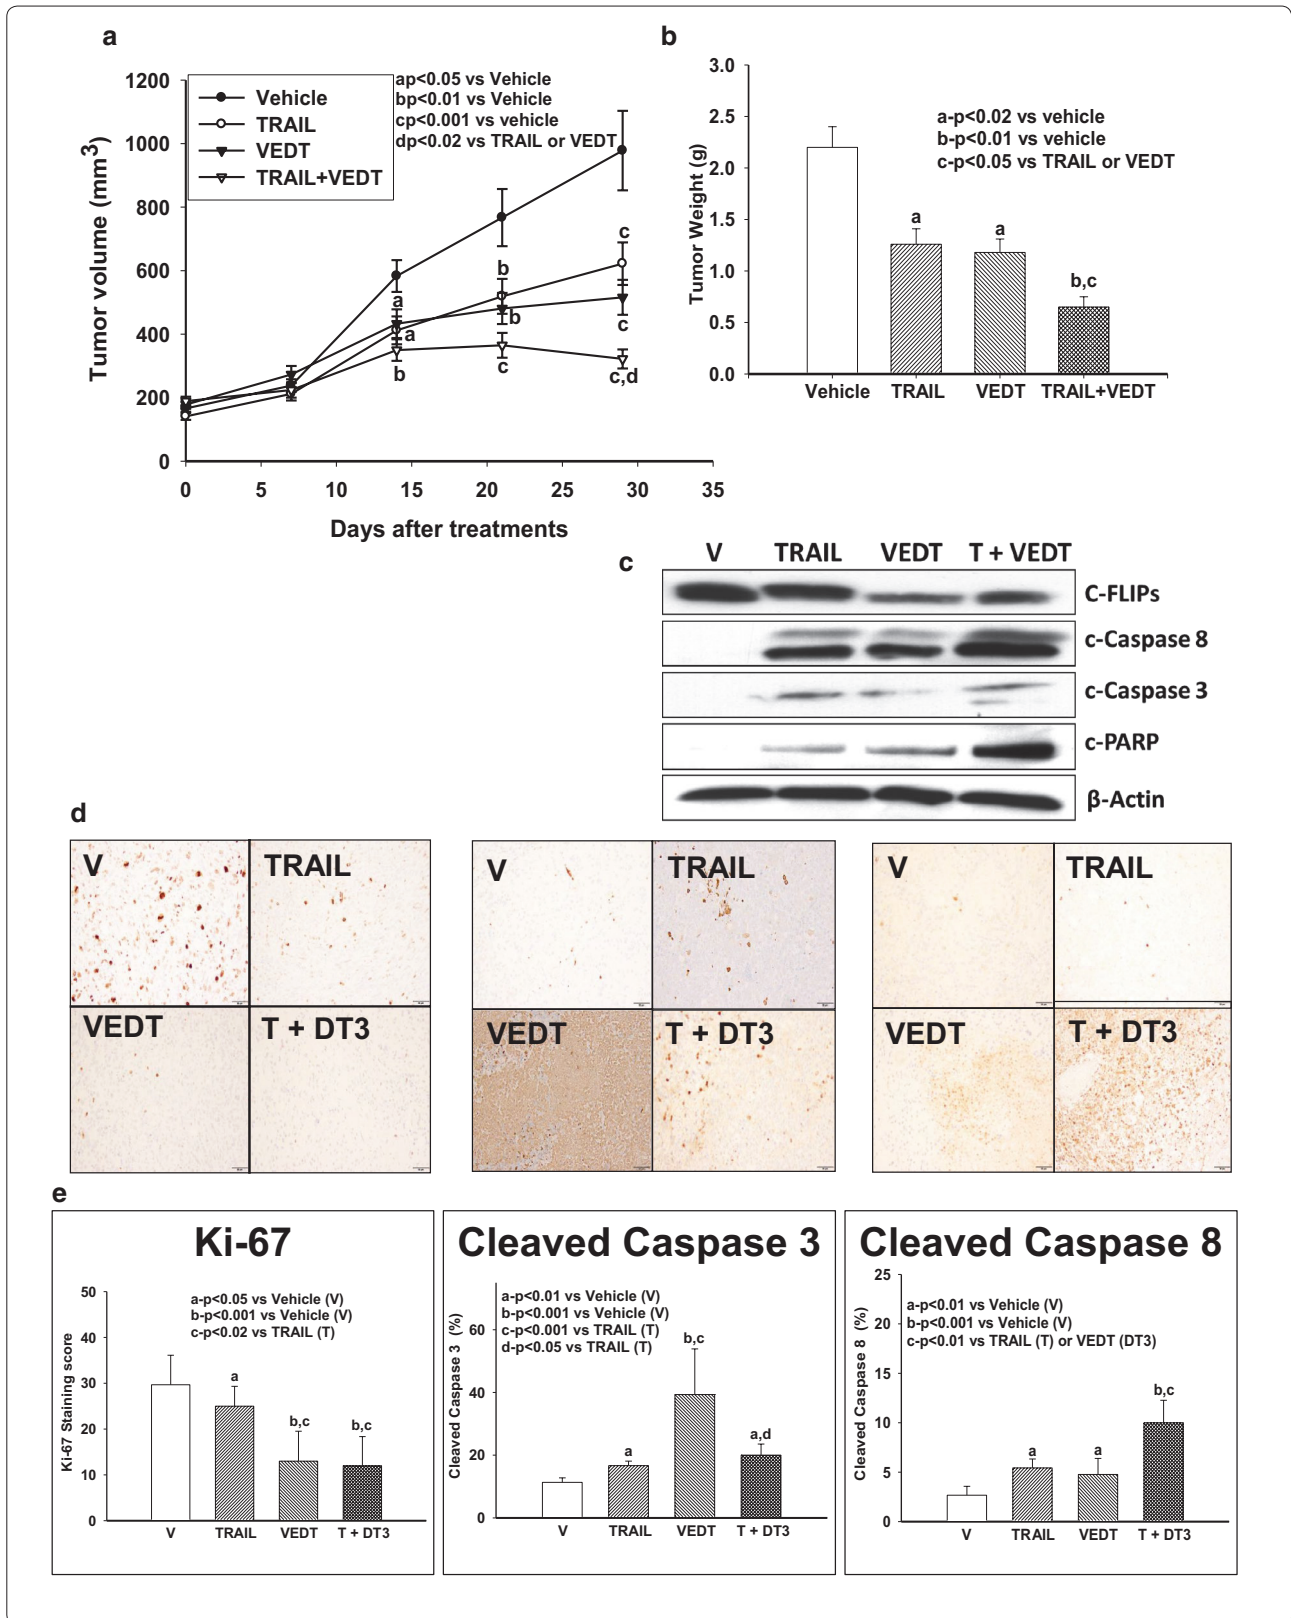 a
1200
1000
800
600
400
200
0
Tumor volume (mm3)
Vehicle
TRAIL
VEDT
TRAIL+VEDT
ap<0.05 vs Vehicle
bp<0.01 vs Vehicle
cp<0.001 vs vehicle
dp<0.02 vs TRAIL or VEDT
a
a
b
b
b
c
c
c
c,d
0 5 10 15 20 25 30 35
Days after treatments
b
3.0
2.5
2.0
1.5
1.0
0.5
0.0
Tumor Weight (g)
a-p<0.02 vs vehicle
b-p<0.01 vs vehicle
c-p<0.05 vs TRAIL or VEDT
a
a
b,c
Vehicle TRAIL VEDT TRAIL+VEDT
c
V TRAIL VEDT T + VEDT
C-FLIPs
c-Caspase 8
c-Caspase 3
c-PARP
β-Actin
d
V TRAIL
VEDT T + DT3
V TRAIL
VEDT T + DT3
V TRAIL
VEDT T + DT3
e
Ki-67
a-p<0.05 vs Vehicle (V)
b-p<0.001 vs Vehicle (V)
c-p<0.02 vs TRAIL (T)
50
40
30
20
10
0
Ki-67 Staining score
a
b,c
b,c
V TRAIL VEDT T + DT3
Cleaved Caspase 3
a-p<0.01 vs Vehicle (V)
b-p<0.001 vs Vehicle (V)
c-p<0.001 vs TRAIL (T)
d-p<0.05 vs TRAIL (T)
60
40
20
0
Cleaved Caspase 3 (%)
a
b,c
a,d
V TRAIL VEDT T + DT3
Cleaved Caspase 8
a-p<0.01 vs Vehicle (V)
b-p<0.001 vs Vehicle (V)
c-p<0.01 vs TRAIL (T) or VEDT (DT3)
25
20
15
10
5
0
Cleaved Caspase 8 (%)
a
a
b,c
V TRAIL VEDT T + DT3